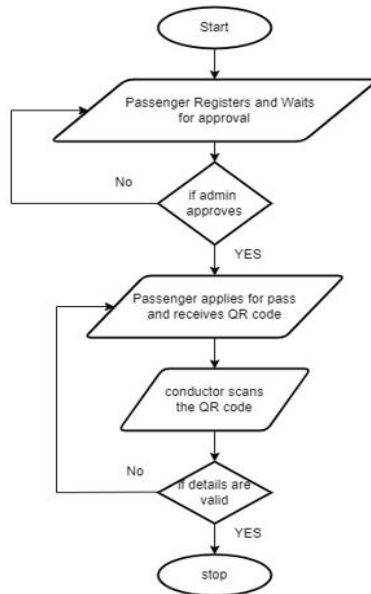 Start
Passenger Registers and Waits
for approval
No
if admin
approves
YES
Passenger applies for pass
and receives QR code
conductor scans
the QR code
No
if details are
valid
YES
stop